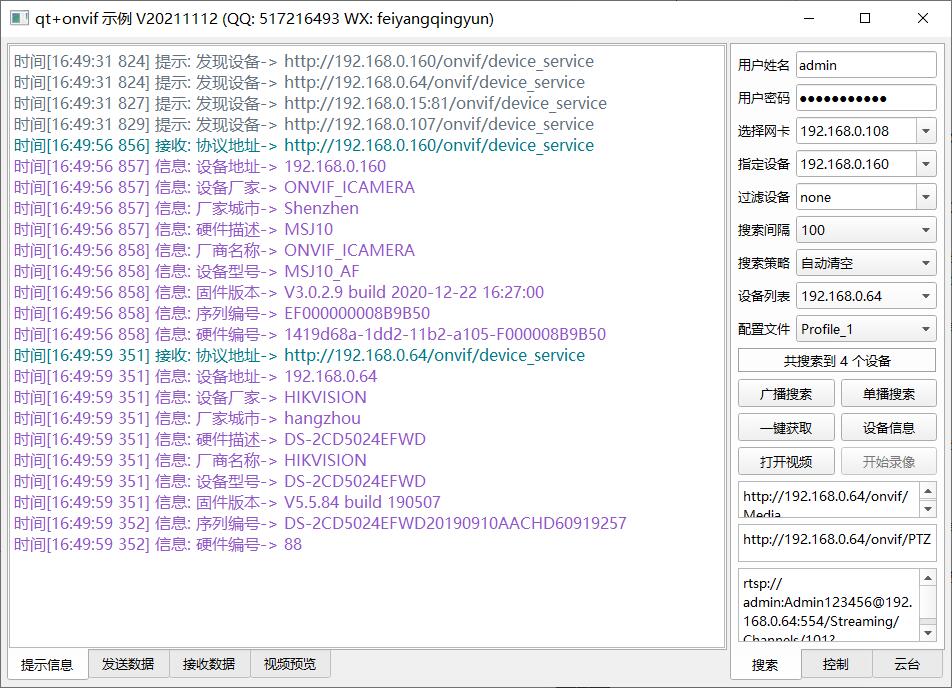 qt+onvif 示例 V20211112 (QQ: 517216493 WX: feiyangqingyun)
时间[16:49:31 824] 提示: 发现设备-> http://192.168.0.160/onvif/device_service
时间[16:49:31 824] 提示: 发现设备-> http://192.168.0.64/onvif/device_service
时间[16:49:31 827] 提示: 发现设备-> http://192.168.0.15:81/onvif/device_service
时间[16:49:31 829] 提示: 发现设备-> http://192.168.0.107/onvif/device_service
时间[16:49:56 856] 接收: 协议地址-> http://192.168.0.160/onvif/device_service
时间[16:49:56 857] 信息: 设备地址-> 192.168.0.160
时间[16:49:56 857] 信息: 设备厂家-> ONVIF_ICAMERA
时间[16:49:56 857] 信息: 厂家城市-> Shenzhen
时间[16:49:56 857] 信息: 硬件描述-> MSJ10
时间[16:49:56 858] 信息: 厂商名称-> ONVIF_ICAMERA
时间[16:49:56 858] 信息: 设备型号-> MSJ10_AF
时间[16:49:56 858] 信息: 固件版本-> V3.0.2.9 build 2020-12-22 16:27:00
时间[16:49:56 858] 信息: 序列编号-> EF000000008B9B50
时间[16:49:56 858] 信息: 硬件编号-> 1419d68a-1dd2-11b2-a105-F000008B9B50
时间[16:49:59 351] 接收: 协议地址-> http://192.168.0.64/onvif/device_service
时间[16:49:59 351] 信息: 设备地址-> 192.168.0.64
时间[16:49:59 351] 信息: 设备厂家-> HIKVISION
时间[16:49:59 351] 信息: 厂家城市-> hangzhou
时间[16:49:59 351] 信息: 硬件描述-> DS-2CD5024EFWD
时间[16:49:59 351] 信息: 厂商名称-> HIKVISION
时间[16:49:59 351] 信息: 设备型号-> DS-2CD5024EFWD
时间[16:49:59 351] 信息: 固件版本-> V5.5.84 build 190507
时间[16:49:59 352] 信息: 序列编号-> DS-2CD5024EFWD20190910AACHD60919257
时间[16:49:59 352] 信息: 硬件编号-> 88
提示信息 发送数据 接收数据 视频预览
用户姓名 admin
用户密码 ●●●●●●●●●●●
选择网卡 192.168.0.108
指定设备 192.168.0.160
过滤设备 none
搜索间隔 100
搜索策略 自动清空
设备列表 192.168.0.64
配置文件 Profile_1
共搜索到 4 个设备
广播搜索 单播搜索
一键获取 设备信息
打开视频 开始录像
http://192.168.0.64/onvif/
Media
http://192.168.0.64/onvif/PTZ
rtsp://
admin:Admin123456@192.
168.0.64:554/Streaming/
Channels/101?
搜索 控制 云台